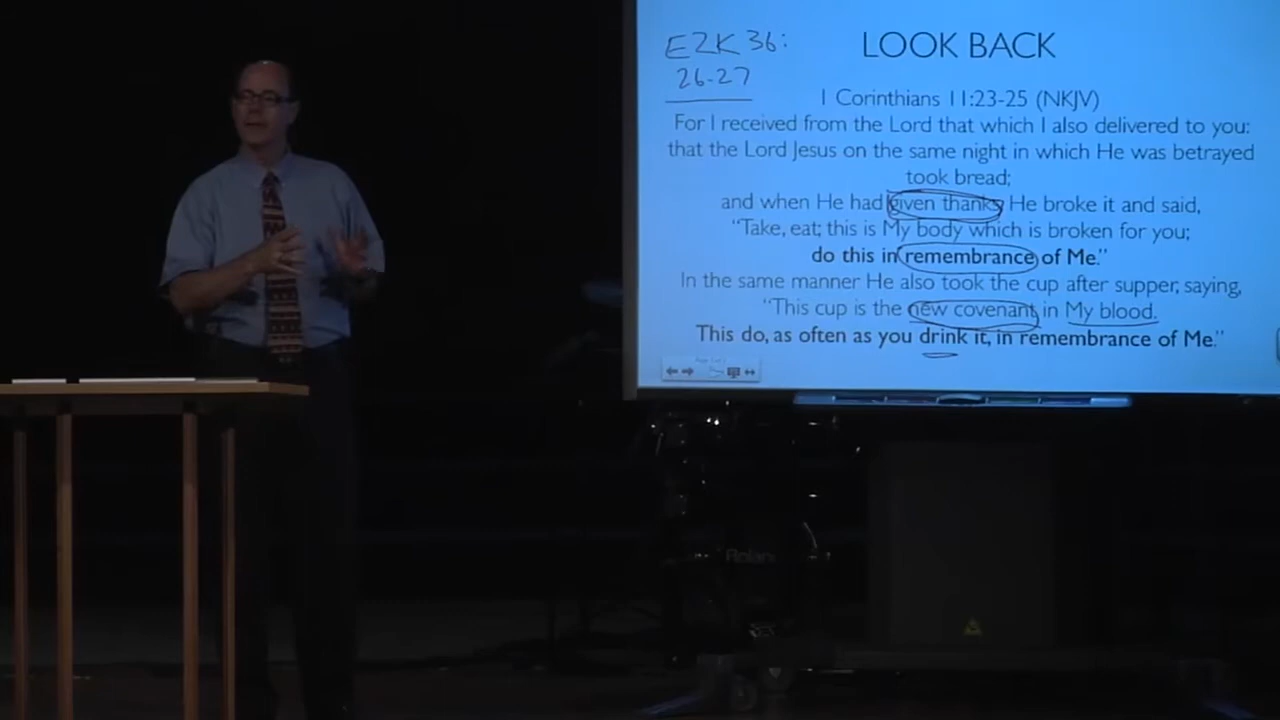 EZK 36:
26-27
LOOK BACK
1 Corinthians 11:23-25 (NKJV)
For I received from the Lord that which I also delivered to you:
that the Lord Jesus on the same night in which He was betrayed
took bread;
and when He had given thanks, He broke it and said,
“Take, eat; this is My body which is broken for you;
do this in remembrance of Me.”
In the same manner He also took the cup after supper, saying,
“This cup is the new covenant in My blood.
This do, as often as you drink it, in remembrance of Me.”
Roland